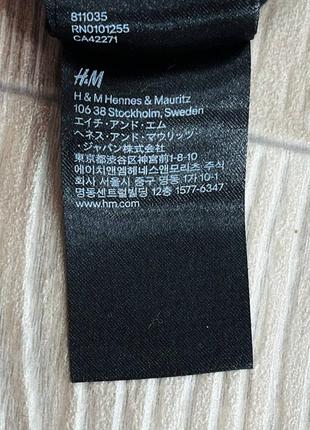 811035
RN0101255
CA42271
H&M
H & M Hennes & Mauritz
106 38 Stockholm, Sweden
エイチ・アンド・エム
ヘネス・アンド・マウリッツ
・ジャパン株式会社
東京都渋谷区神宮前1-8-10
에이치앤엠헤네스앤모리츠 주식
회사 서울시 중구 명동 1가 10-1
명동센트럴빌딩 12층 1577-6347
www.hm.com